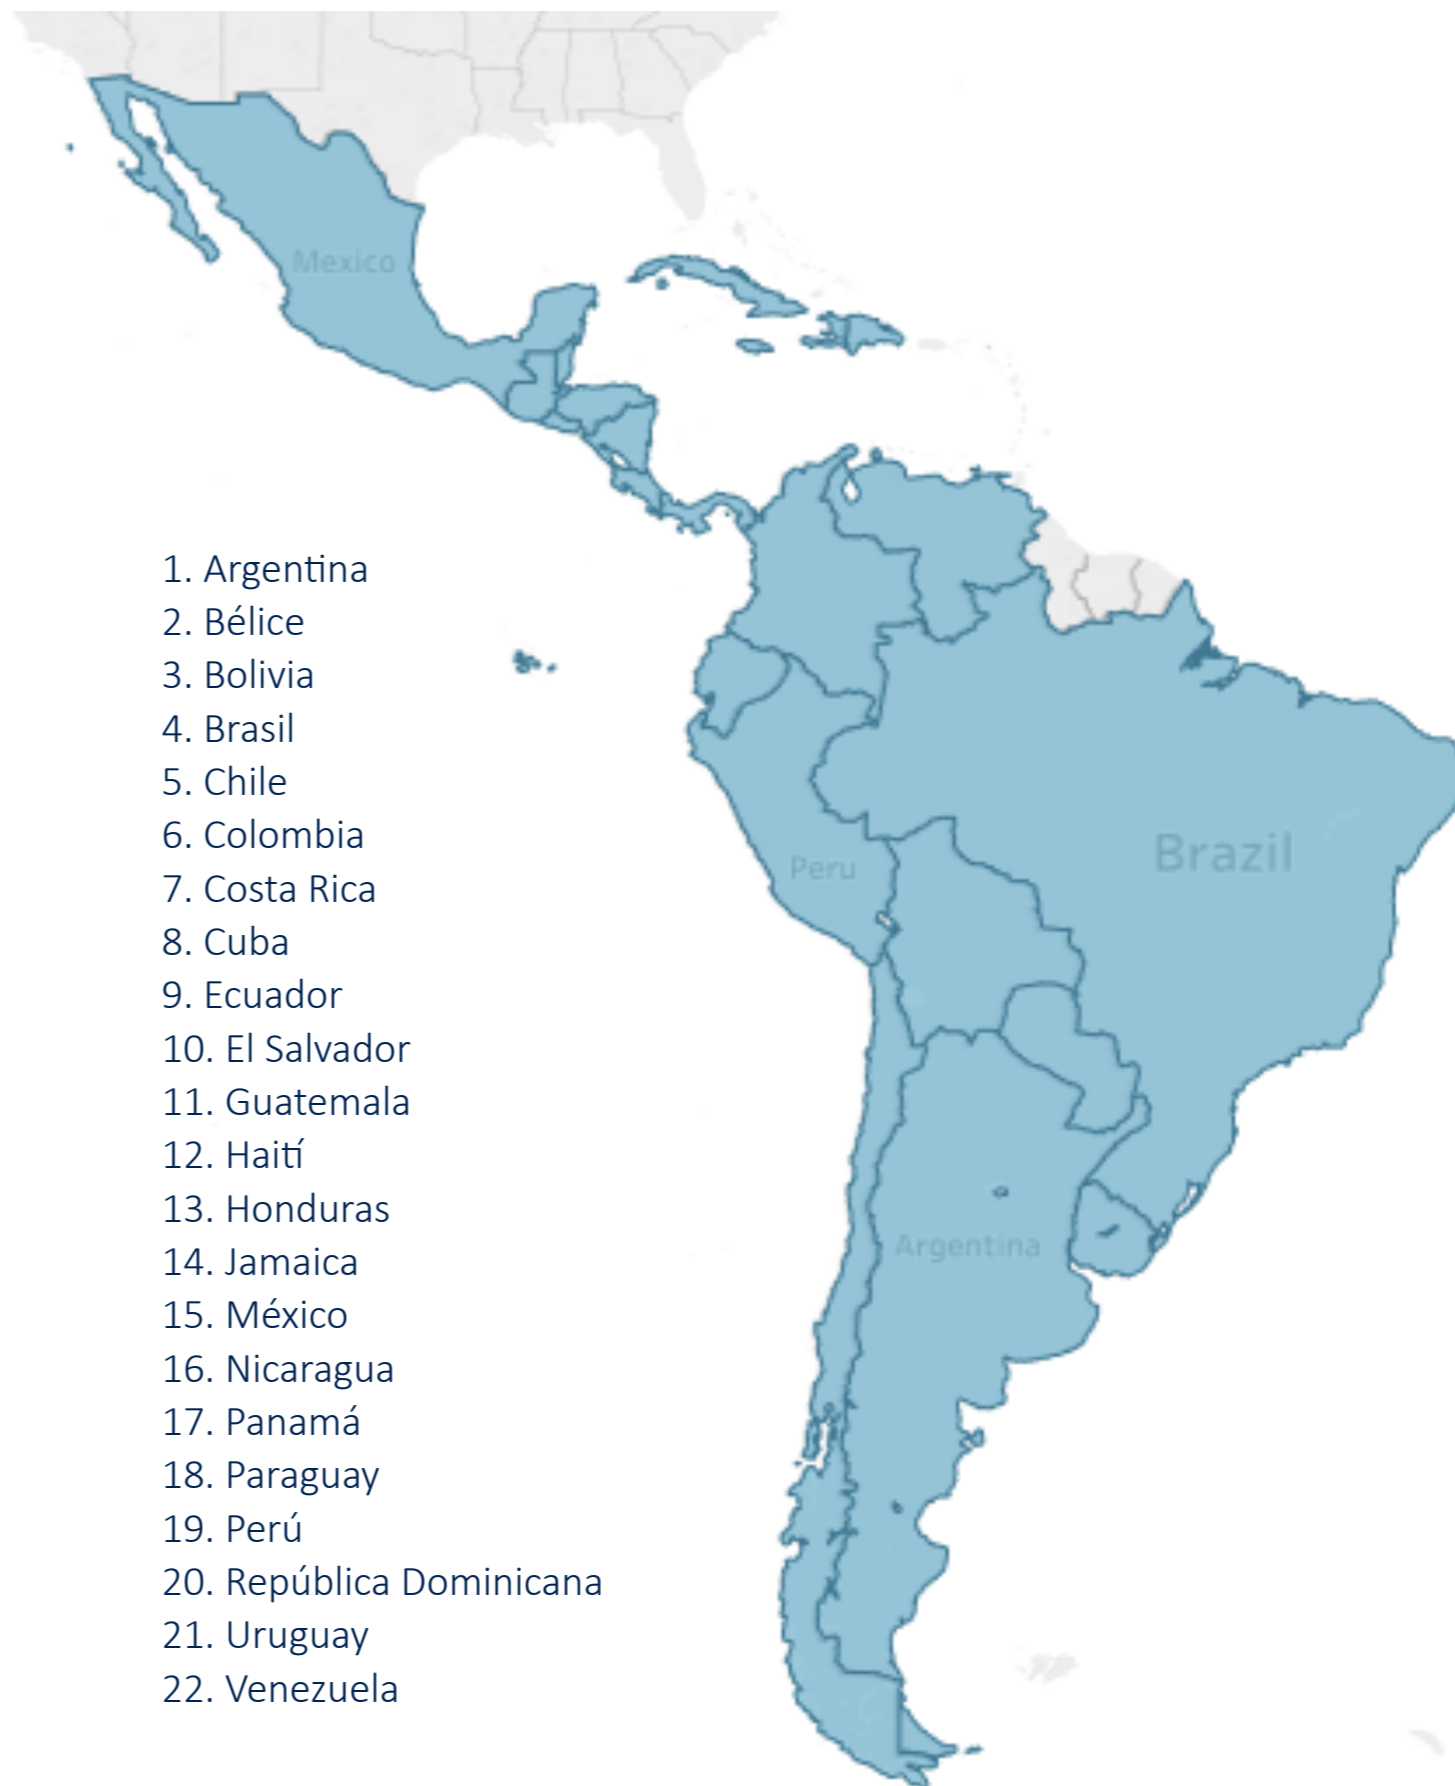 Mexico
1. Argentina
2. Bélice
3. Bolivia
4. Brasil
5. Chile
6. Colombia
7. Costa Rica
8. Cuba
9. Ecuador
10. El Salvador
11. Guatemala
12. Haití
13. Honduras
14. Jamaica
15. México
16. Nicaragua
17. Panamá
18. Paraguay
19. Perú
20. República Dominicana
21. Uruguay
22. Venezuela
Brazil
Peru
Argentina